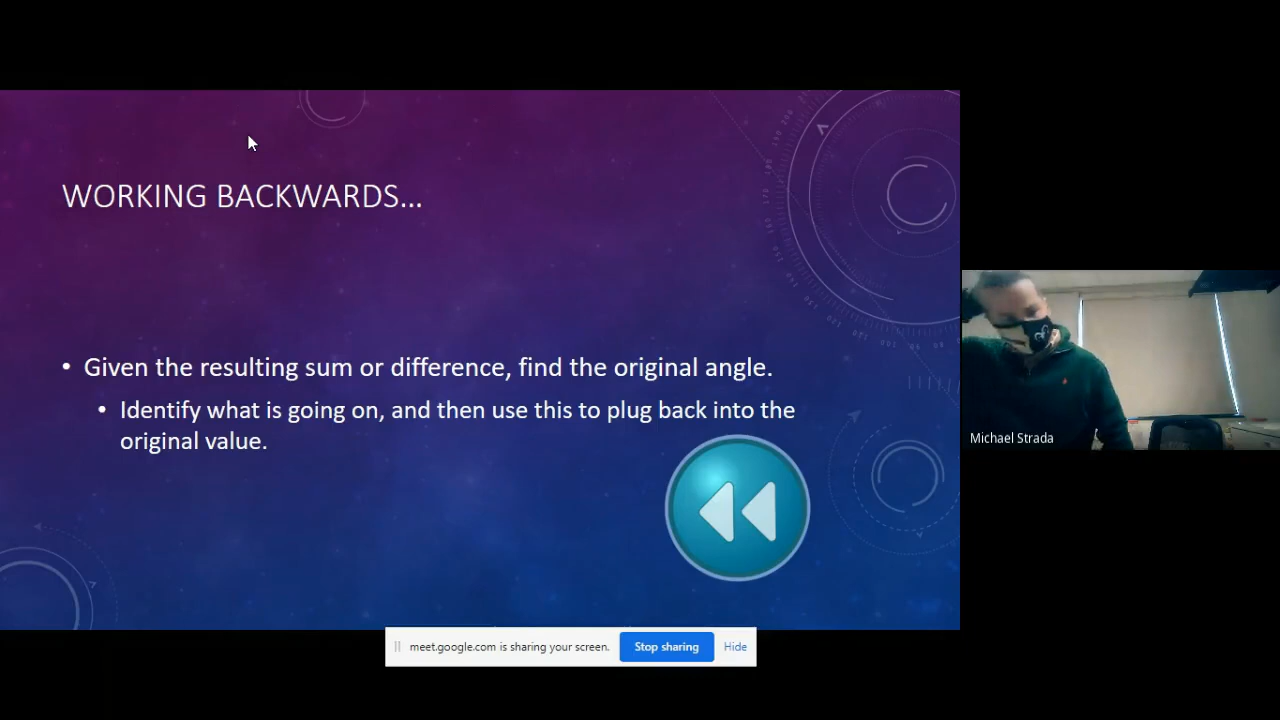 WORKING BACKWARDS...
• Given the resulting sum or difference, find the original angle.
• Identify what is going on, and then use this to plug back into the
original value.
Michael Strada
meet.google.com is sharing your screen. Stop sharing Hide